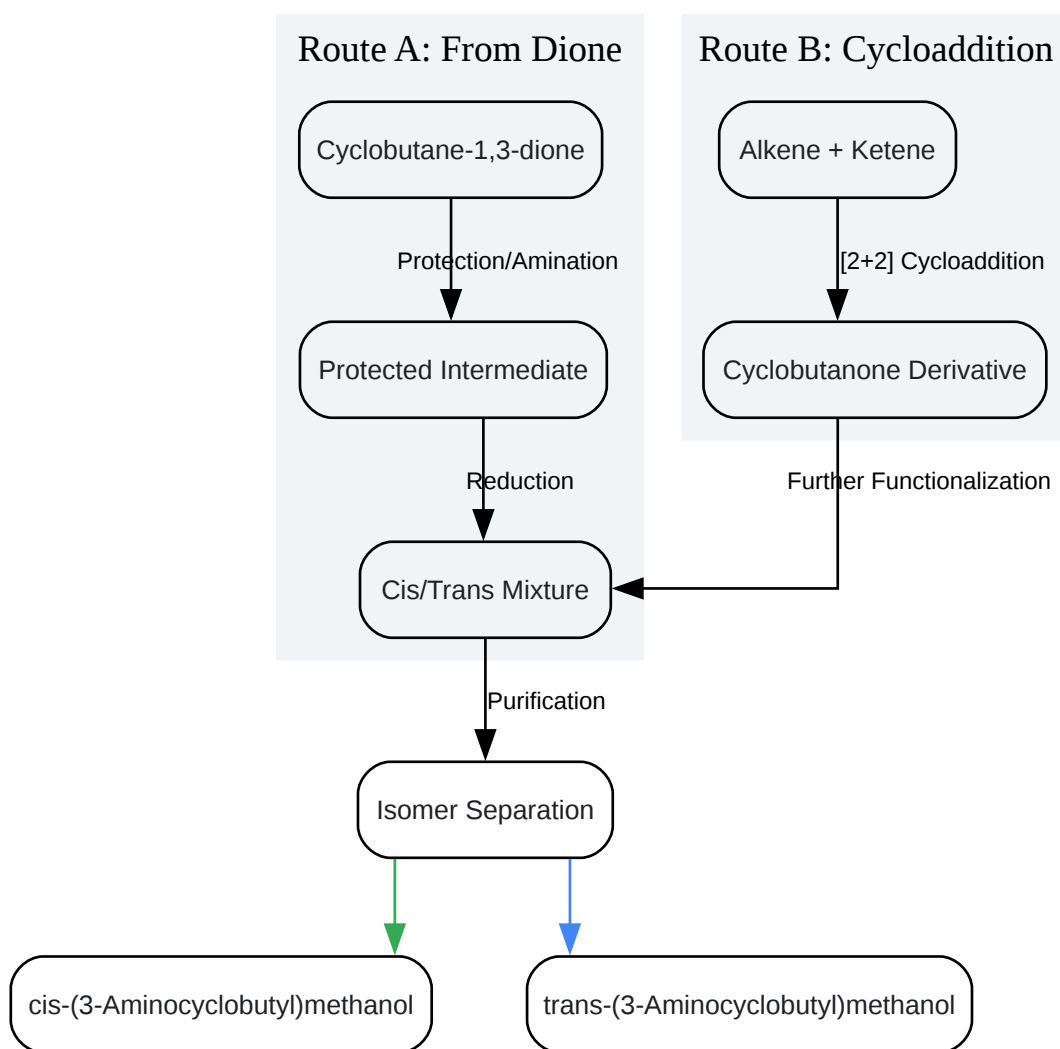 Route A: From Dione
Cyclobutane-1,3-dione
Protection/Amination
Protected Intermediate
Reduction
Cis/Trans Mixture
Route B: Cycloaddition
Alkene + Ketene
[2+2] Cycloaddition
Cyclobutanone Derivative
Further Functionalization
Purification
Isomer Separation
cis-(3-Aminocyclobutyl)methanol
trans-(3-Aminocyclobutyl)methanol